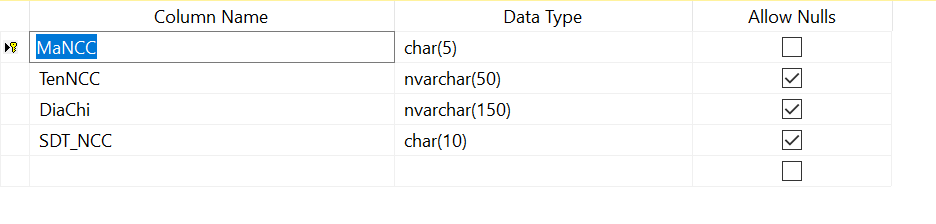 Column Name Data Type Allow Nulls
MaNCC char(5)
TenNCC nvarchar(50)
DiaChi nvarchar(150)
SDT_NCC char(10)